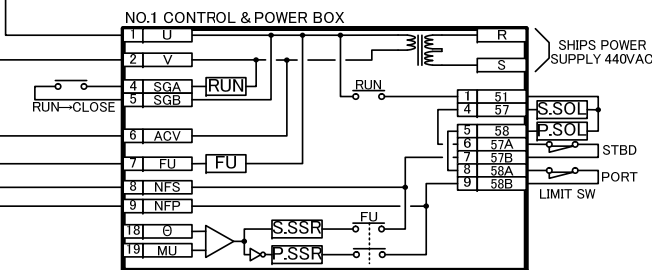 NO.1 CONTROL & POWER BOX
1 U
R
2 V
S
SHIPS POWER
SUPPLY 440VAC
4 SGA
RUN
5 SGB
RUN→CLOSE
RUN
1 51
4 57
S.SOL
5 58
P.SOL
6 ACV
6 57A
STBD
7 57B
7 FU
FU
8 58A
PORT
8 NFS
9 58B
LIMIT SW
9 NFP
FU
18 Θ
S.SSR
19 MU
P.SSR